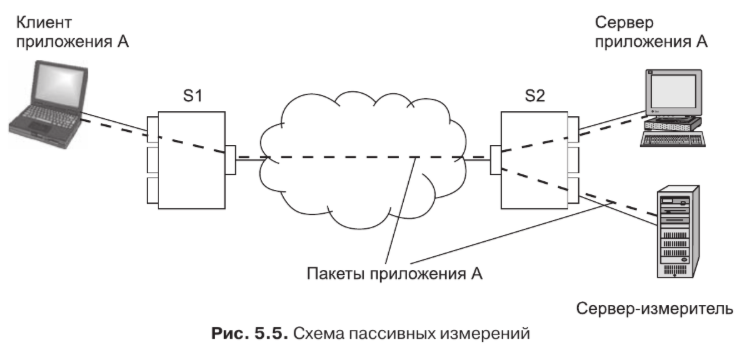 Клиент
приложения А
Сервер
приложения А
S1
S2
Пакеты приложения А
Сервер-измеритель
Рис. 5.5. Схема пассивных измерений